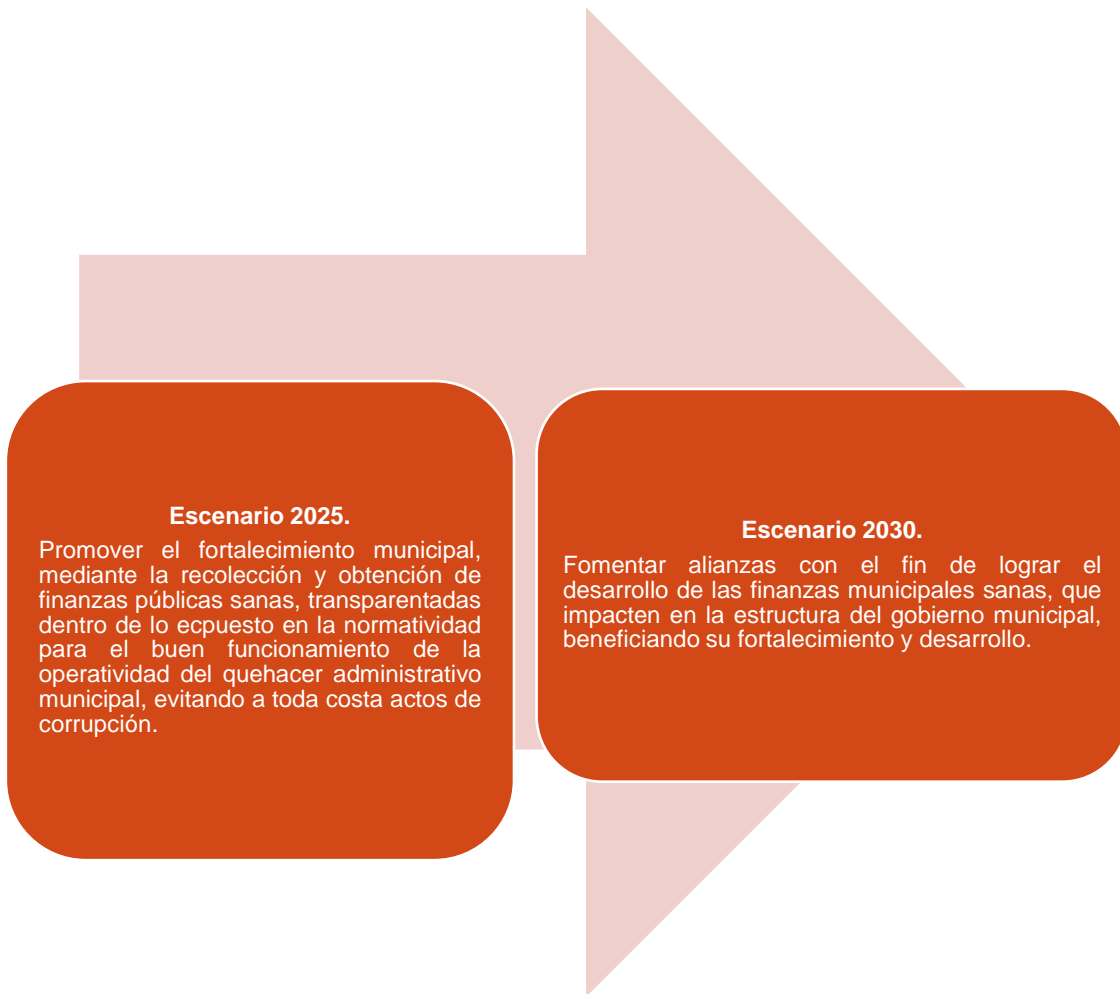 Escenario 2025.
Promover el fortalecimiento municipal,
mediante la recolección y obtención de
finanzas públicas sanas, transparentadas
dentro de lo ecpuesto en la normatividad
para el buen funcionamiento de la
operatividad del quehacer administrativo
municipal, evitando a toda costa actos de
corrupción.
Escenario 2030.
Fomentar alianzas con el fin de lograr el
desarrollo de las finanzas municipales sanas, que
impacten en la estructura del gobierno municipal,
beneficiando su fortalecimiento y desarrollo.